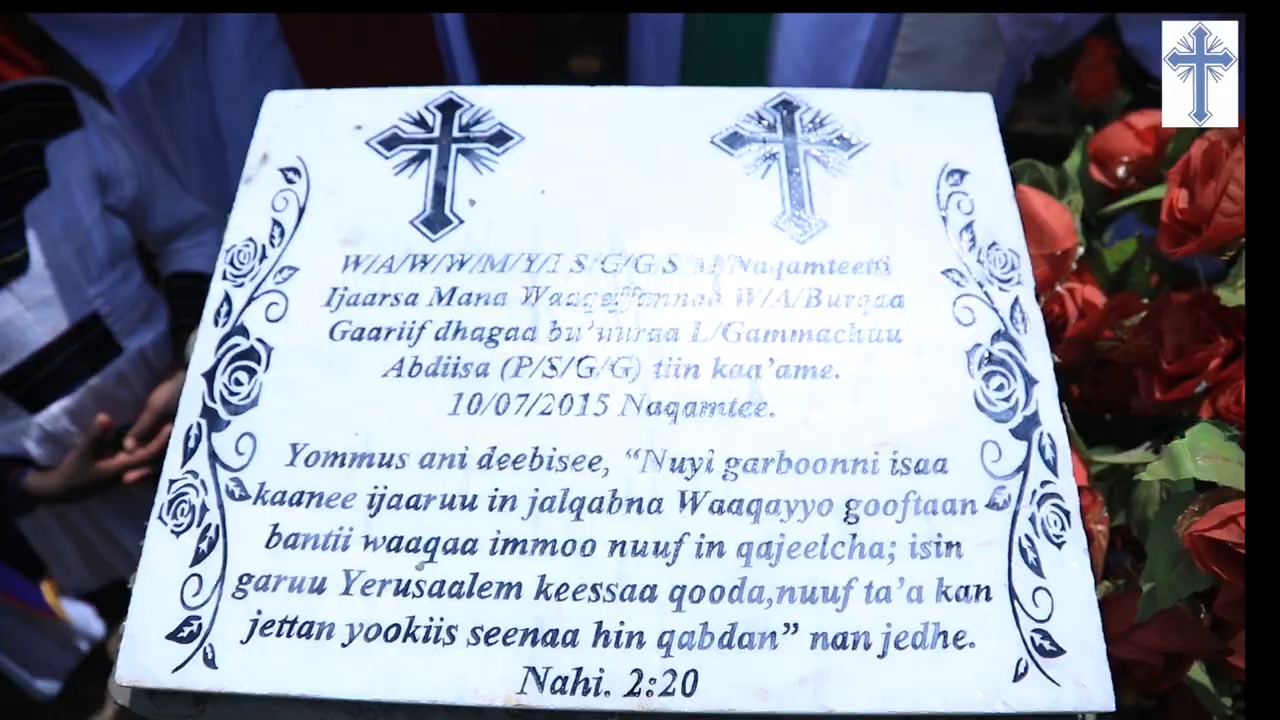 W/A/W/W/M/Y/I S/G/G S Naqamteetti
Ijaarsa Mana Waaqeffannaa W/A/Burqaa
Gaariif dhagaa bu'uuraa L/Gammachuu
Abdiisa (P/S/G/G) tiin kaa'ame.
10/07/2015 Naqamtee.
Yommus ani deebisee, “Nuyi garboonni isaa
kaanee ijaaruu in jalqabna Waaqayyo gooftaan
bantii waaqaa immoo nuuf in qajeelcha; isin
garuu Yerusaalem keessaa qooda,nuuf ta'a kan
jettan yookiis seenaa hin qabdan” nan jedhe.
Nahi. 2:20